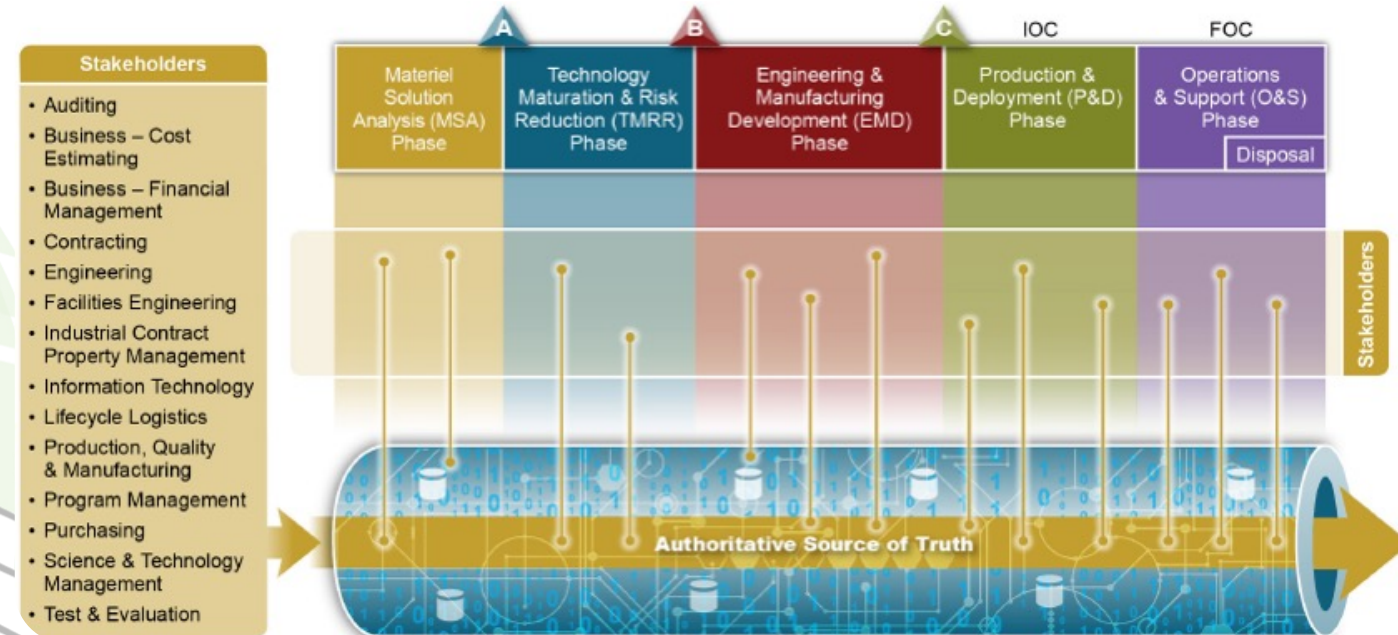 Stakeholders
• Auditing
• Business – Cost
Estimating
• Business – Financial
Management
• Contracting
• Engineering
• Facilities Engineering
• Industrial Contract
Property Management
• Information Technology
• Lifecycle Logistics
• Production, Quality
& Manufacturing
• Program Management
• Purchasing
• Science & Technology
Management
• Test & Evaluation
A
B
C
IOC
FOC
Materiel
Solution
Analysis (MSA)
Phase
Technology
Maturation & Risk
Reduction (TMRR)
Phase
Engineering &
Manufacturing
Development (EMD)
Phase
Production &
Deployment (P&D)
Phase
Operations
& Support (O&S)
Phase
Disposal
Stakeholders
Authoritative Source of Truth